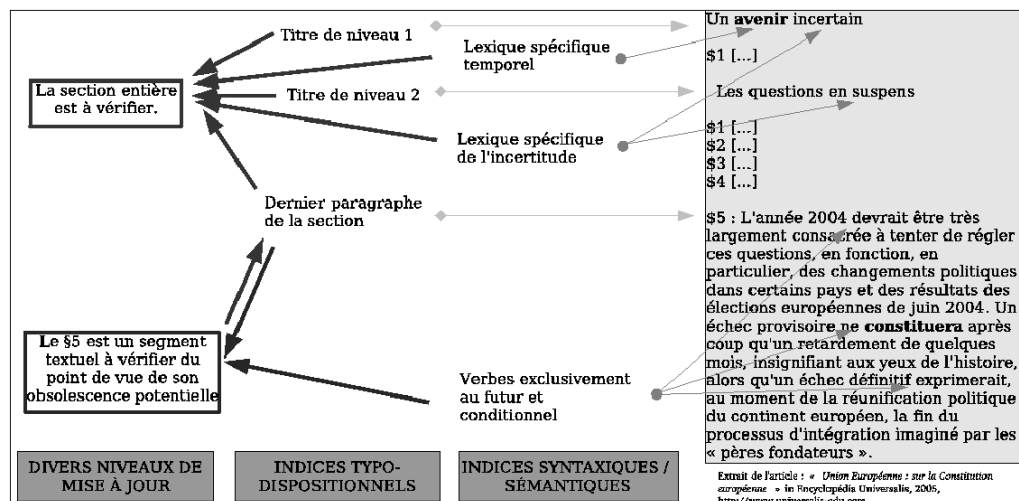 Titre de niveau 1
Lexique spécifique
temporel
La section entière
est à vérifier.
Titre de niveau 2
Lexique spécifique
de l'incertitude
Dernier paragraphe
de la section
Le §5 est un segment
textuel à vérifier du
point de vue de son
obsolescence potentielle
Verbes exclusivement
au futur et
conditionnel
DIVERS NIVEAUX DE
MISE À JOUR
INDICES TYPO-
DISPOSITIONNELS
INDICES SYNTAXIQUES /
SÉMANTIQUES
Un avenir incertain
$1 [...]
Les questions en suspens
$1 [...]
$2 [...]
$3 [...]
$4 [...]
$5 : L'année 2004 devrait être très
largement consacrée à tenter de régler
ces questions, en fonction, en
particulier, des changements politiques
dans certains pays et des résultats des
élections européennes de juin 2004. Un
échec provisoire ne constituera après
coup qu'un retardement de quelques
mois, insignifiant aux yeux de l'histoire,
alors qu'un échec définitif exprimerait,
au moment de la réunification politique
du continent européen, la fin du
processus d'intégration imaginé par les
« pères fondateurs ».
Extrait de l'article : « Union Européenne : sur la Constitution
européenne » in Encyclopédia Universalis, 2005,
http://www.universalis-edu.com